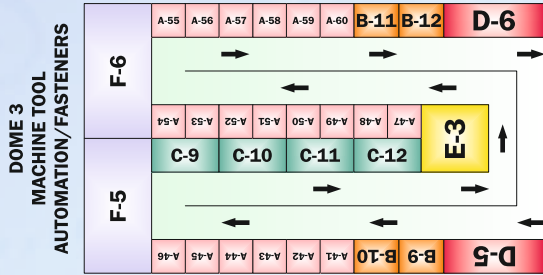 DOME 3
MACHINE TOOL
AUTOMATION/FASTENERS
F-6
A-55 A-56 A-57 A-58 A-59 A-60 B-11 B-12 D-6
A-54 A-53 A-52 A-51 A-50 A-49 A-48 A-47
E-3
C-9 C-10 C-11 C-12
F-5
A-46 A-45 A-44 A-43 A-42 A-41 B-10 B-9 D-5